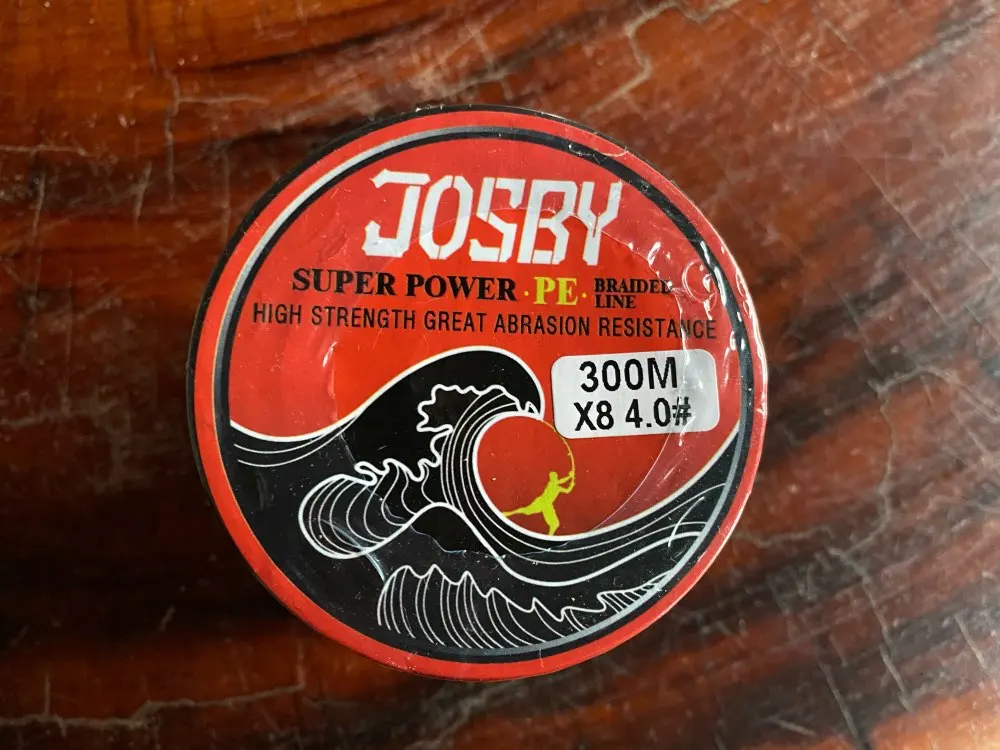 JOSBY
SUPER POWER · PE · BRAIDED LINE
HIGH STRENGTH GREAT ABRASION RESISTANCE
300M
X8 4.0#